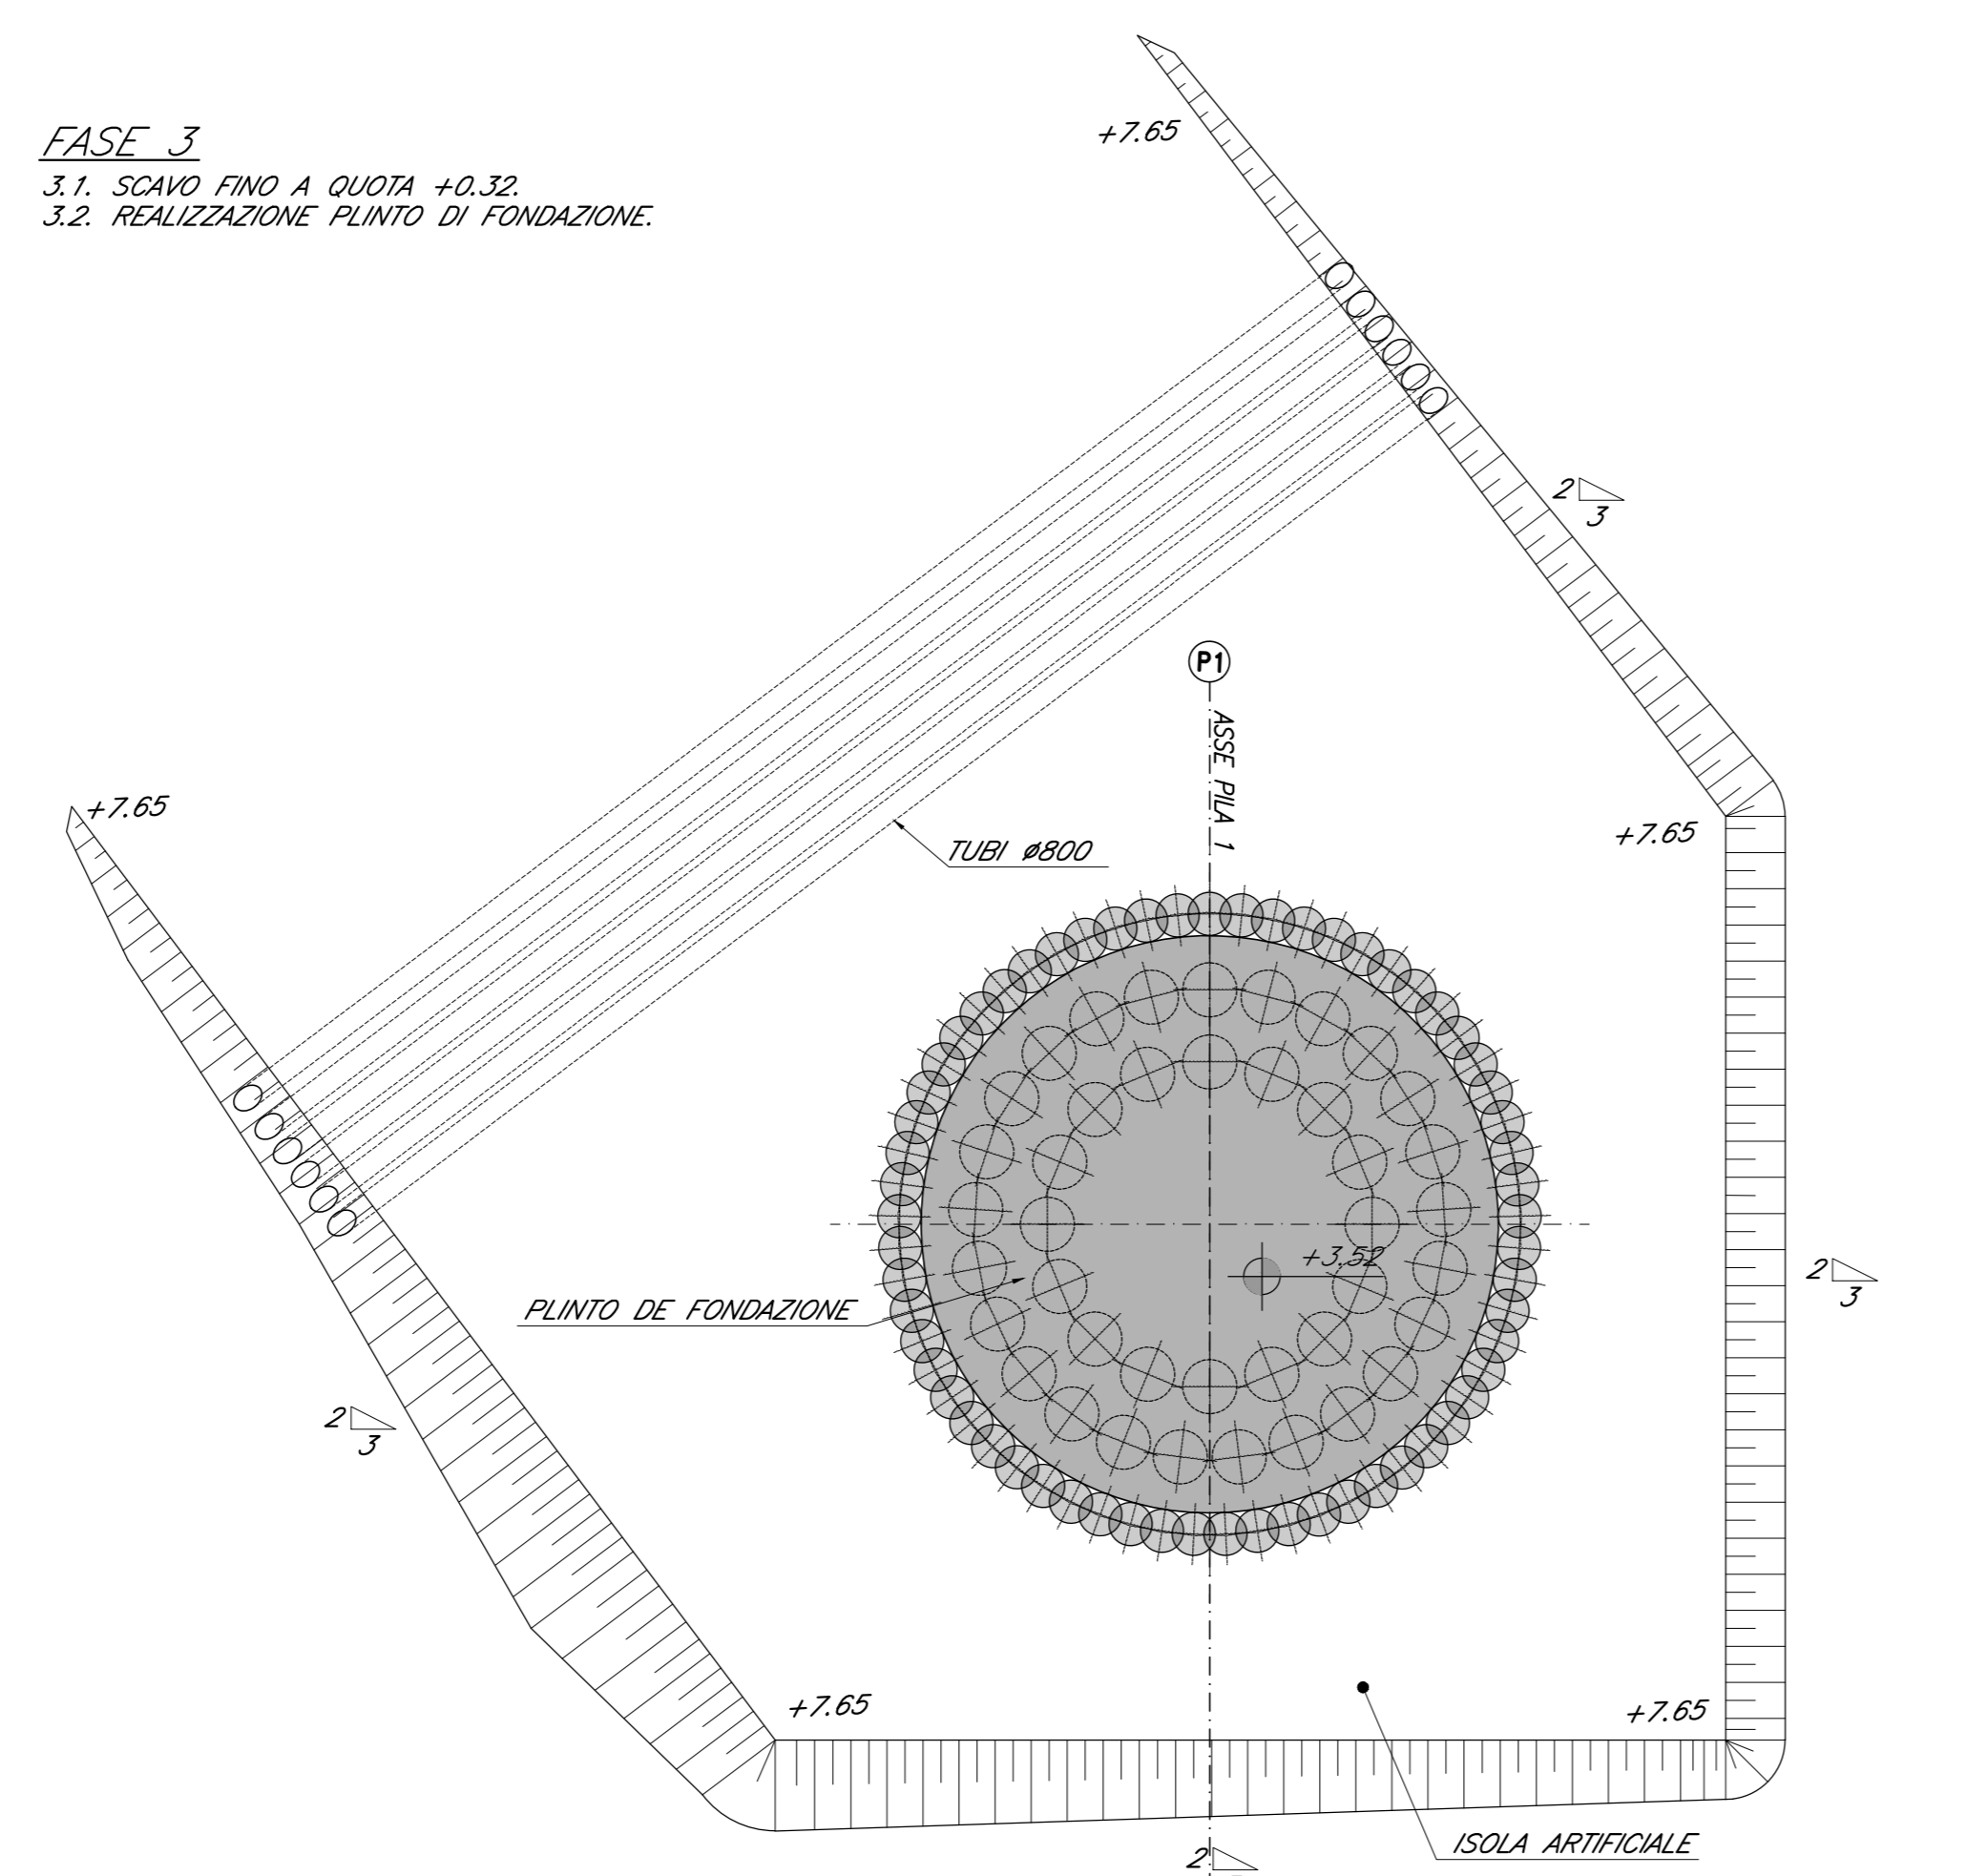 FASE 3
3.1. SCAVO FINO A QUOTA +0.32.
3.2. REALIZZAZIONE PLINTO DI FONDAZIONE.
+7.65
2
3
P1
ASSE PILA 1
+7.65
+7.65
TUBI ø800
+3.52
2
3
PLINTO DE FONDAZIONE
2
3
+7.65
+7.65
ISOLA ARTIFICIALE
2